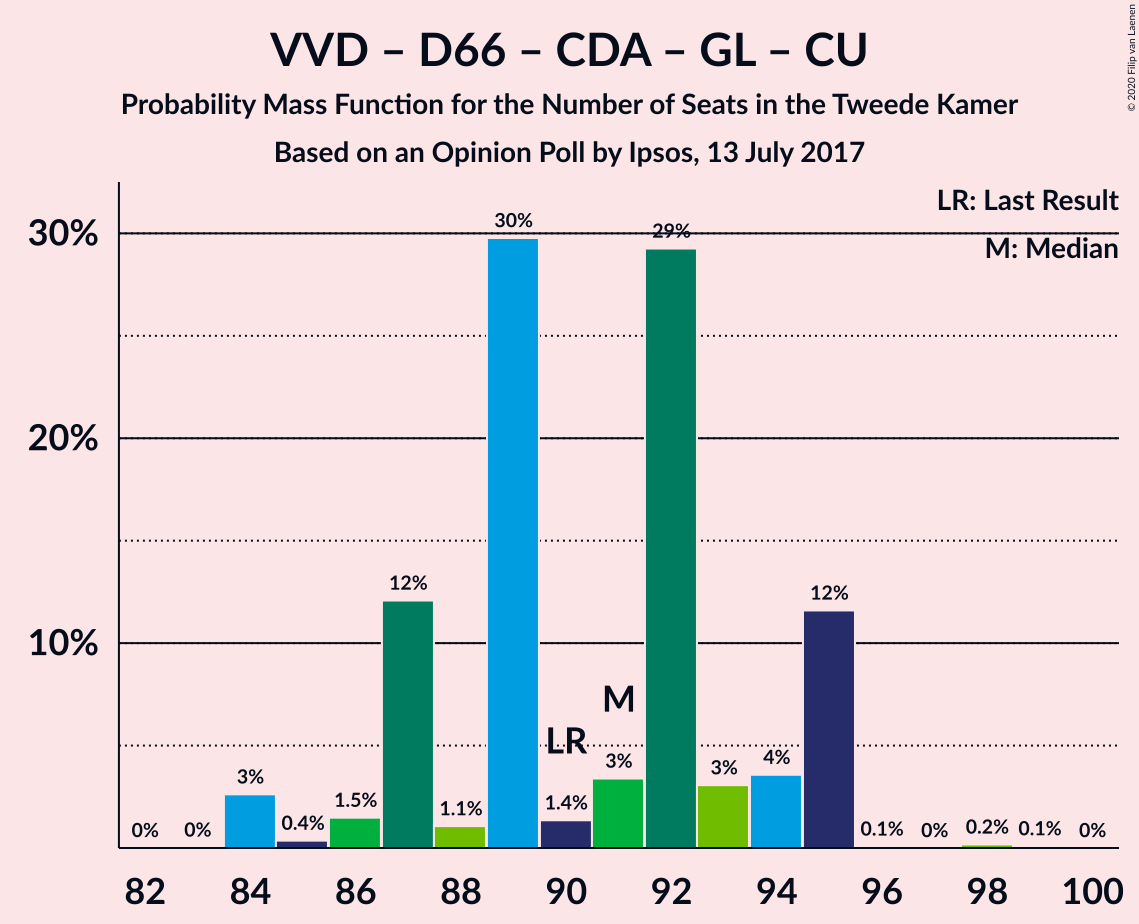 VVD – D66 – CDA – GL – CU
Probability Mass Function for the Number of Seats in the Tweede Kamer
Based on an Opinion Poll by Ipsos, 13 July 2017
© 2020 Filip van Laenen
LR: Last Result
M: Median
30%
20%
10%
0%
0%
3%
0.4%
1.5%
12%
1.1%
30%
1.4%
3%
29%
3%
4%
12%
0.1%
0%
0.2%
0.1%
0%
LR
M
82 84 86 88 90 92 94 96 98 100